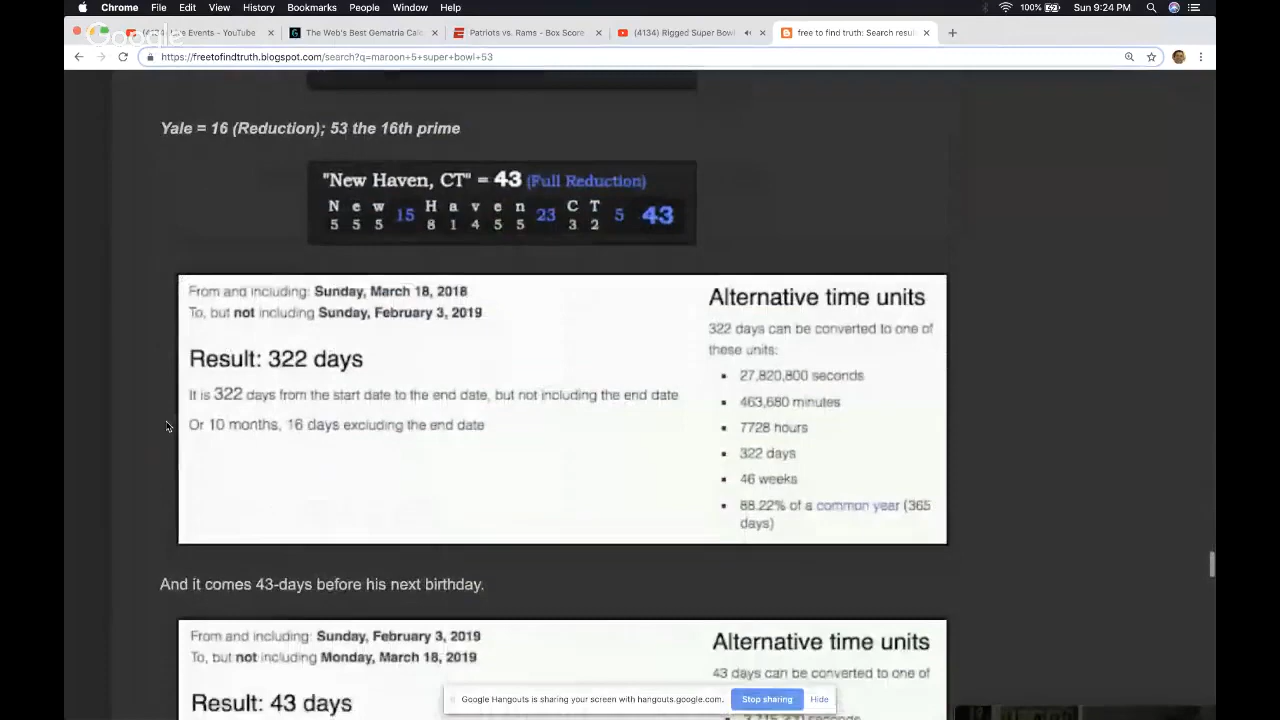 Chrome File Edit View History Bookmarks People Window Help 100% Sun 9:24 PM
Google
Events - YouTube The Web's Best Gematria Cal Patriots vs. Rams - Box Score (4134) Rigged Super Bowl free to find truth: Search resul
https://freetofindtruth.blogspot.com/search?q=maroon+5+super+bowl+53
Yale = 16 (Reduction); 53 the 16th prime
"New Haven, CT" = 43 (Full Reduction)
N e w 15 H a v e n 23 C T 5 43
5 5 5 8 1 4 5 5 3 2
From and including: Sunday, March 18, 2018
To, but not including Sunday, February 3, 2019
Result: 322 days
It is 322 days from the start date to the end date, but not including the end date
Or 10 months, 16 days excluding the end date
Alternative time units
322 days can be converted to one of
these units:
27,820,800 seconds
463,680 minutes
7728 hours
322 days
46 weeks
88.22% of a common year (365
days)
And it comes 43-days before his next birthday.
From and including: Sunday, February 3, 2019
To, but not including Monday, March 18, 2019
Result: 43 days
Alternative time units
43 days can be converted to one of
Google Hangouts is sharing your screen with hangouts.google.com. Stop sharing Hide